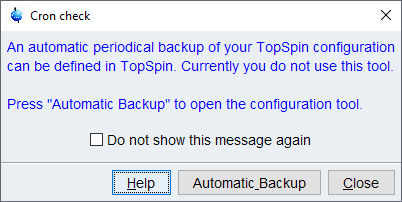 Cron check
An automatic periodical backup of your TopSpin configuration
can be defined in TopSpin. Currently you do not use this tool.
Press "Automatic Backup" to open the configuration tool.
Do not show this message again
Help Automatic Backup Close